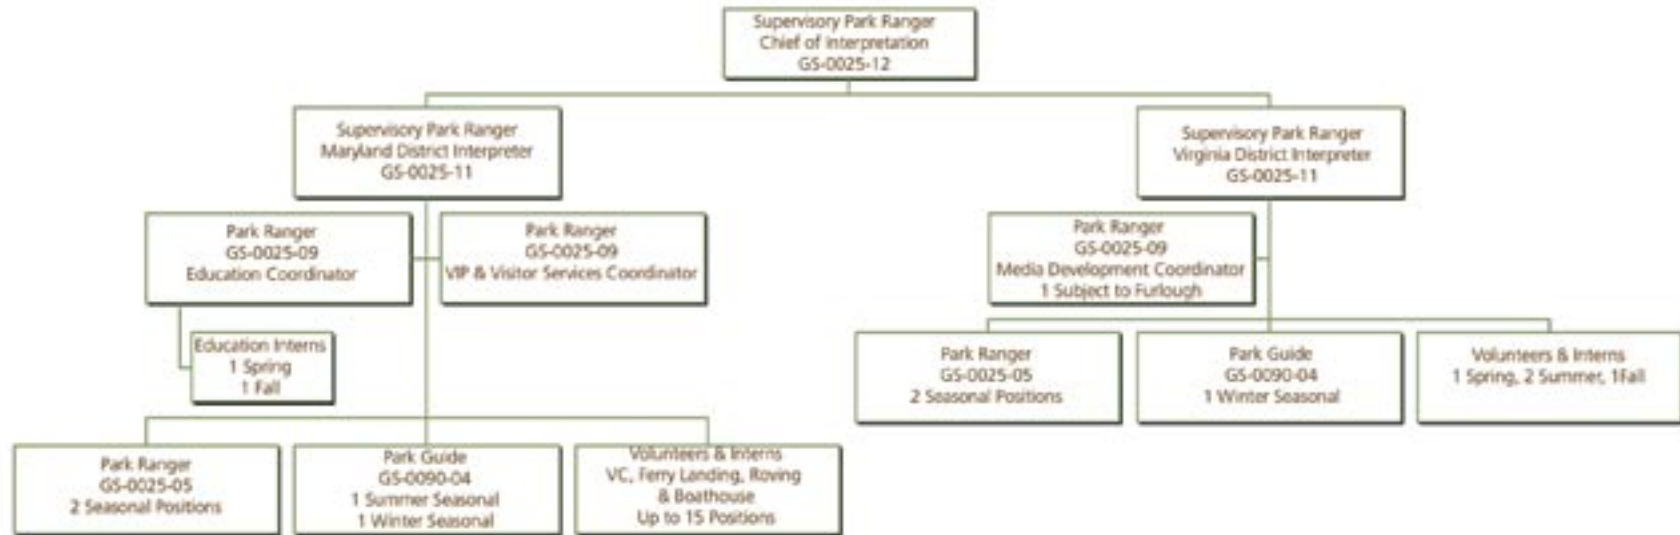 Supervisory Park Ranger
Chief of Interpretation
GS-0025-12
Supervisory Park Ranger
Maryland District Interpreter
GS-0025-11
Supervisory Park Ranger
Virginia District Interpreter
GS-0025-11
Park Ranger
GS-0025-09
Education Coordinator
Park Ranger
GS-0025-09
VIP & Visitor Services Coordinator
Park Ranger
GS-0025-09
Media Development Coordinator
1 Subject to Furlough
Education Interns
1 Spring
1 Fall
Park Ranger
GS-0025-05
2 Seasonal Positions
Park Guide
GS-0090-04
1 Winter Seasonal
Volunteers & Interns
1 Spring, 2 Summer, 1Fall
Park Ranger
GS-0025-05
2 Seasonal Positions
Park Guide
GS-0090-04
1 Summer Seasonal
1 Winter Seasonal
Volunteers & Interns
VC, Ferry Landing, Roving
& Boathouse
Up to 15 Positions